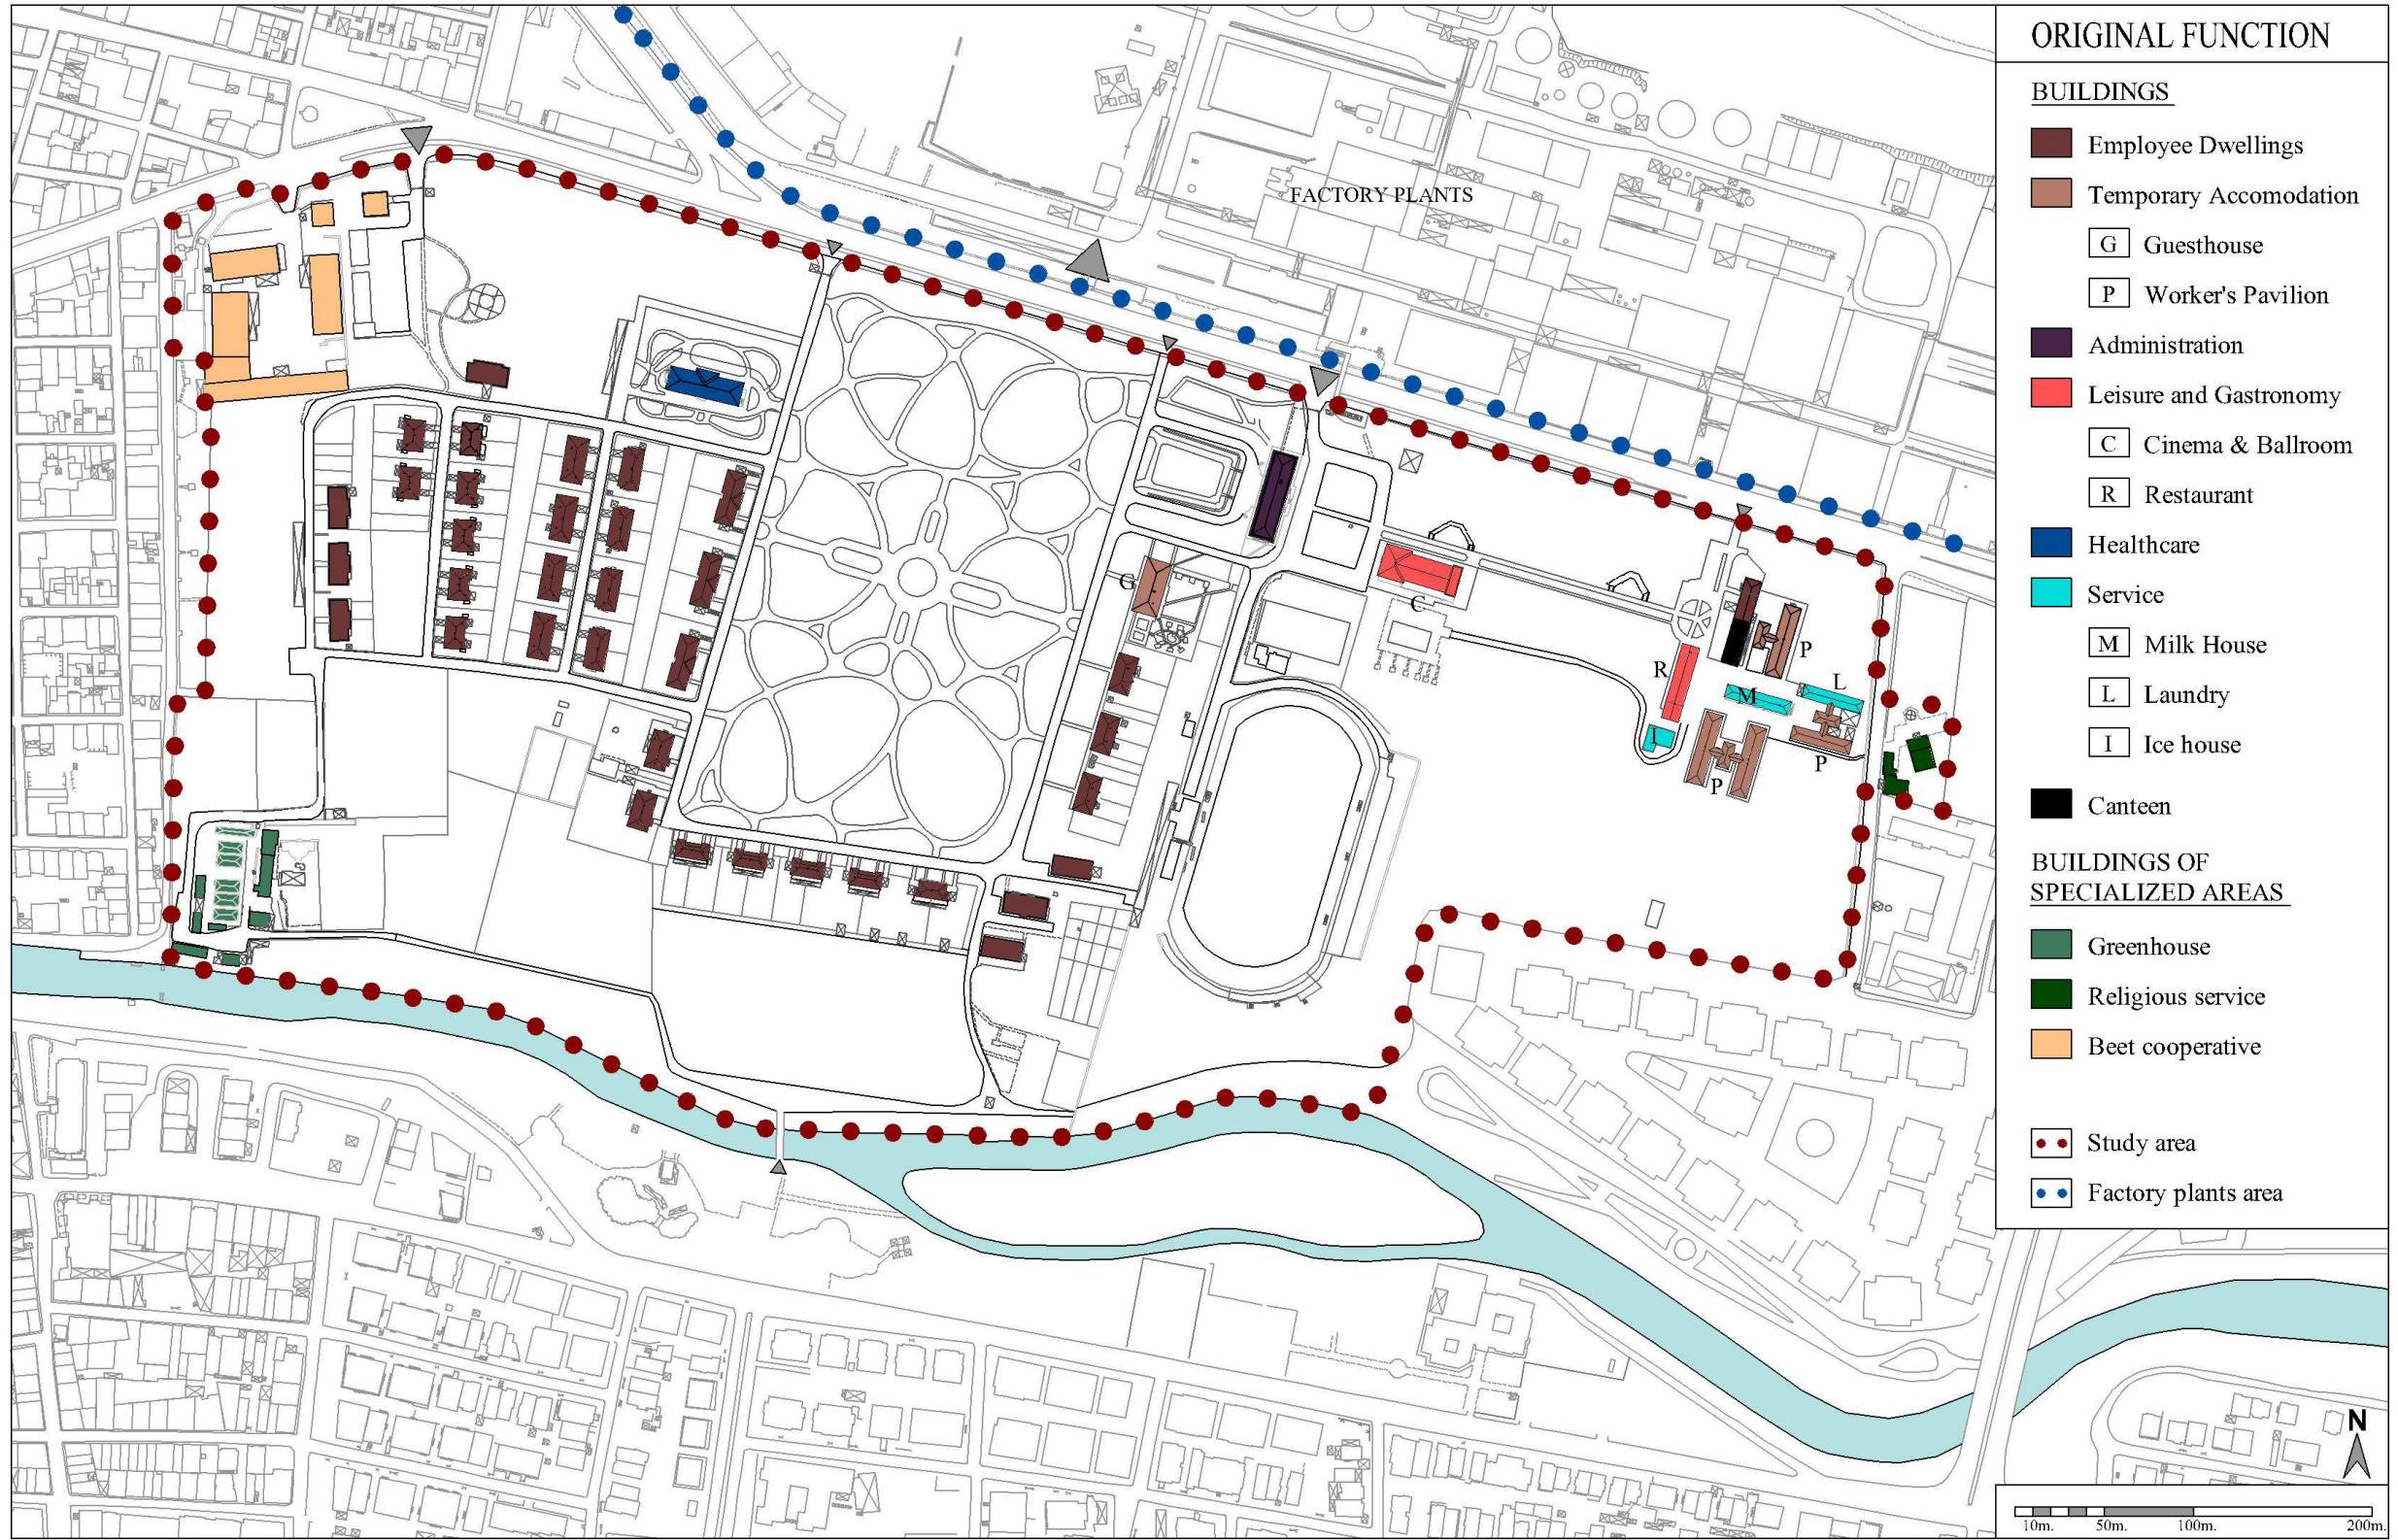 FACTORY PLANTS
G
C
R
P
M
L
I
P
P
ORIGINAL FUNCTION
BUILDINGS
Employee Dwellings
Temporary Accomodation
G Guesthouse
P Worker's Pavilion
Administration
Leisure and Gastronomy
C Cinema & Ballroom
R Restaurant
Healthcare
Service
M Milk House
L Laundry
I Ice house
Canteen
BUILDINGS OF
SPECIALIZED AREAS
Greenhouse
Religious service
Beet cooperative
Study area
Factory plants area
N
10m. 50m. 100m. 200m.